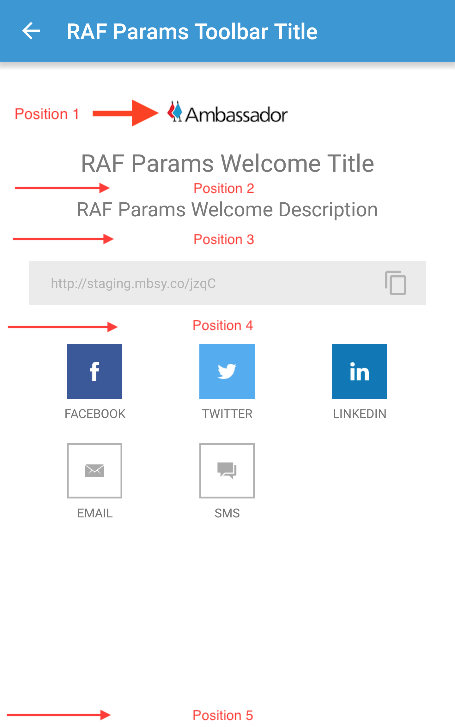 RAF Params Toolbar Title
Position 1 Ambassador
RAF Params Welcome Title
Position 2
RAF Params Welcome Description
Position 3
http://staging.mbsy.co/jzqC
Position 4
f in
FACEBOOK TWITTER LINKEDIN
EMAIL SMS
Position 5